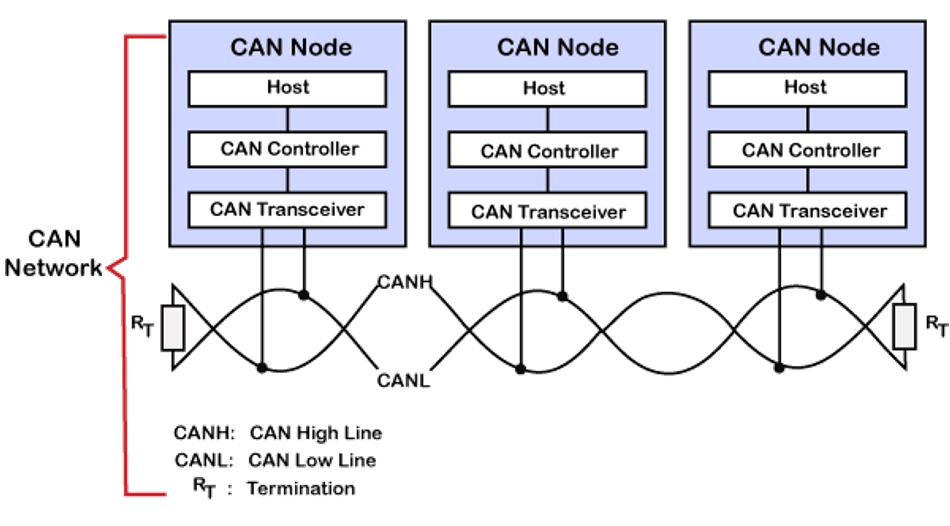 CAN Node
Host
CAN Controller
CAN Transceiver
CAN Node
Host
CAN Controller
CAN Transceiver
CAN Node
Host
CAN Controller
CAN Transceiver
CAN
Network
CANH
RT
RT
CANL
CANH: CAN High Line
CANL: CAN Low Line
RT : Termination